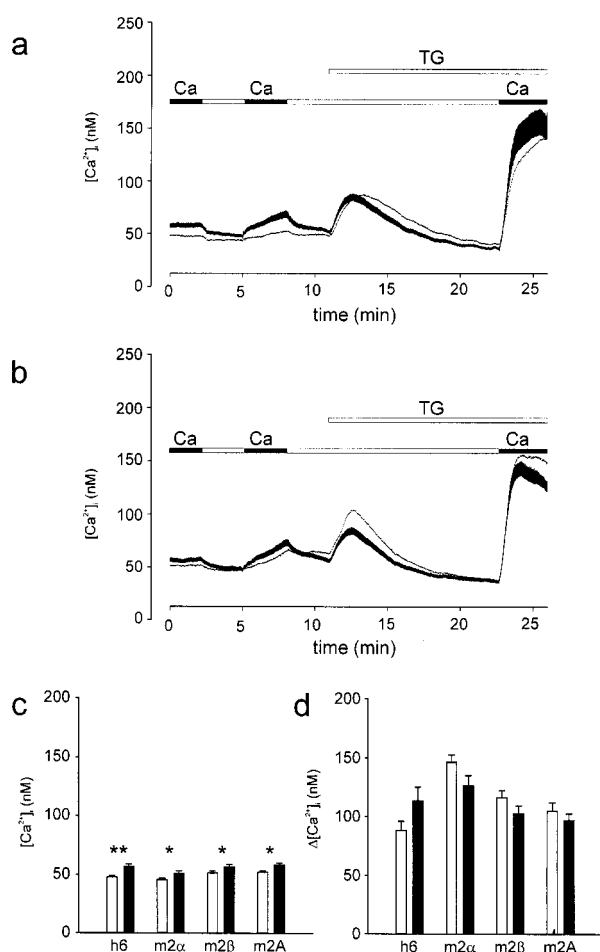 a
250
200
150
100
50
0
[Ca²⁺]ᵢ (nM)
TG
Ca Ca Ca
0 5 10 15 20 25
time (min)
b
250
200
150
100
50
0
[Ca²⁺]ᵢ (nM)
TG
Ca Ca Ca
0 5 10 15 20 25
time (min)
c
200
150
100
50
0
[Ca²⁺]ᵢ (nM)
** * * *
h6 m2α m2β m2A
d
200
150
100
50
0
Δ[Ca²⁺]ᵢ (nM)
h6 m2α m2β m2A